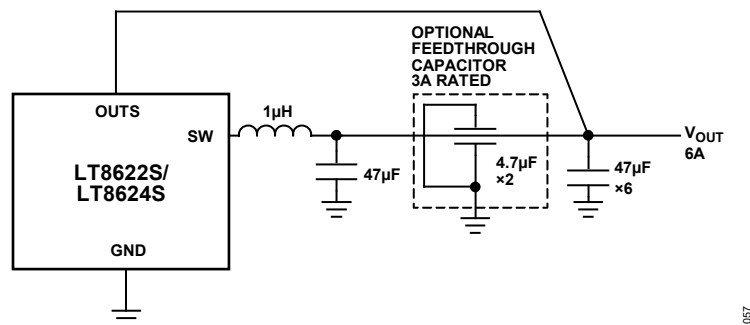 OPTIONAL
FEEDTHROUGH
CAPACITOR
3A RATED
OUTS
1µH
SW
VOUT
6A
LT8622S/
LT8624S
47µF
4.7µF
×2
47µF
×6
GND
057